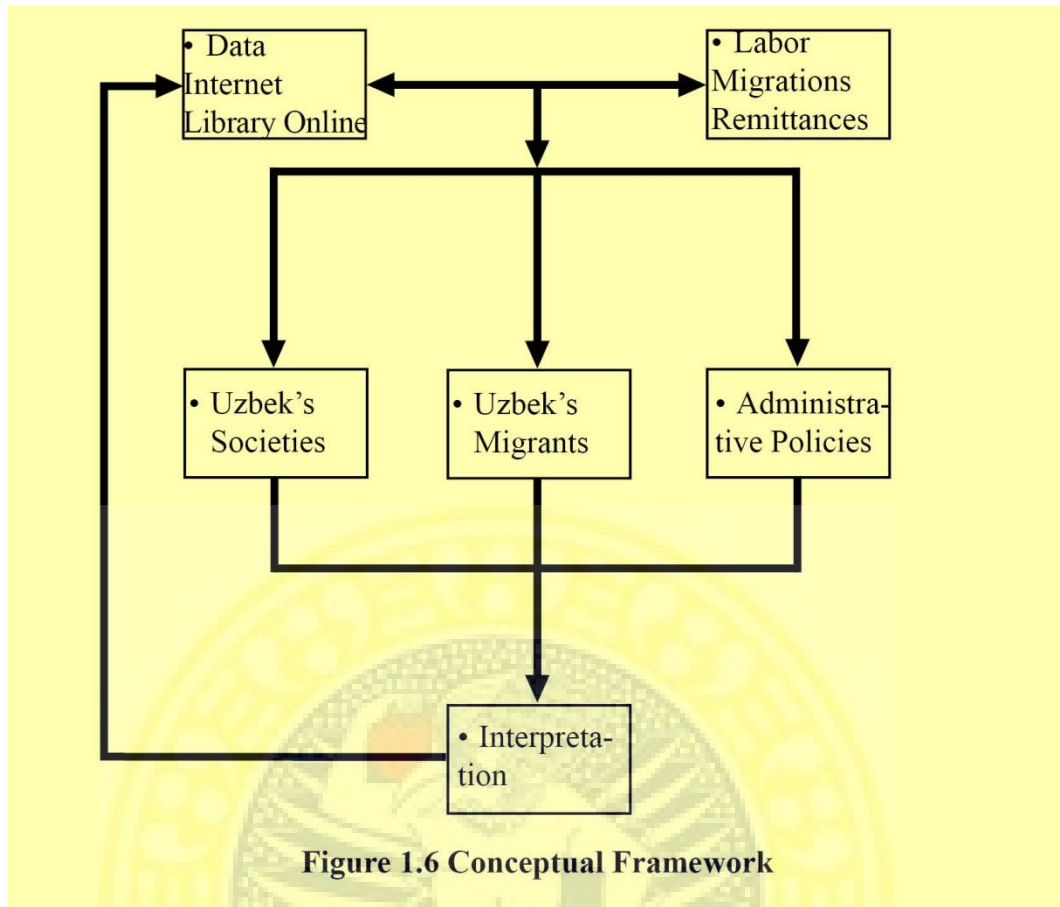 • Data
Internet
Library Online
• Labor
Migrations
Remittances
• Uzbek’s
Societies
• Uzbek’s
Migrants
• Administra-
tive Policies
• Interpreta-
tion
Figure 1.6 Conceptual Framework